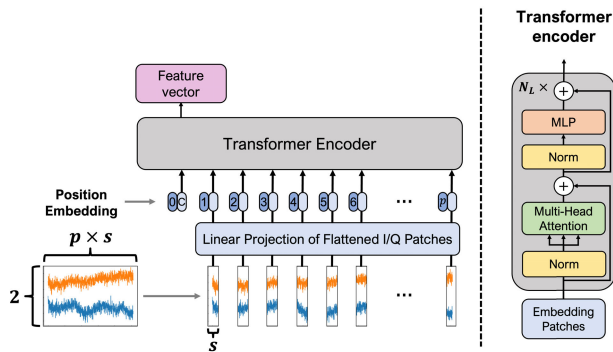 Feature
vector
Transformer Encoder
Position
Embedding
0 C 1 2 3 4 5 6 ... p
Linear Projection of Flattened I/Q Patches
p × s
2
...
s
Transformer
encoder
N_L ×
+
MLP
Norm
+
Multi-Head
Attention
Norm
Embedding
Patches